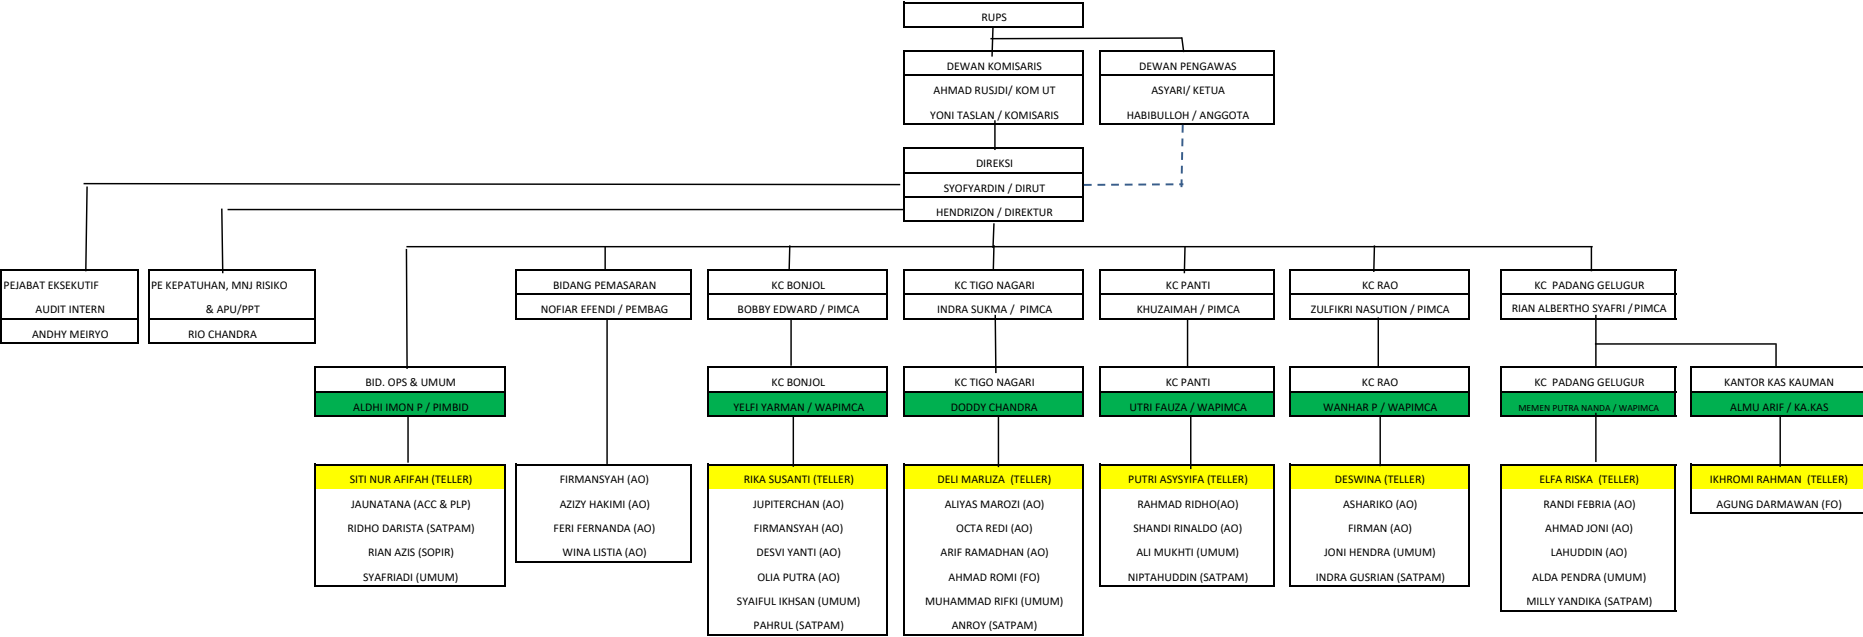 RUPS
DEWAN KOMISARIS
AHMAD RUSJDI/ KOM UT
YONI TASLAN / KOMISARIS
DEWAN PENGAWAS
ASYARI/ KETUA
HABIBULLOH / ANGGOTA
DIREKSI
SYOFYARDIN / DIRUT
HENDRIZON / DIREKTUR
PEJABAT EKSEKUTIF
AUDIT INTERN
ANDHY MEIRYO
PE KEPATUHAN, MNJ RISIKO
& APU/PPT
RIO CHANDRA
BIDANG PEMASARAN
NOFIAR EFENDI / PEMBAG
KC BONJOL
BOBBY EDWARD / PIMCA
KC TIGO NAGARI
INDRA SUKMA / PIMCA
KC PANTI
KHUZAIMAH / PIMCA
KC RAO
ZULFIKRI NASUTION / PIMCA
KC PADANG GELUGUR
RIAN ALBERTHO SYAFRI / PIMCA
BID. OPS & UMUM
ALDHI IMON P / PIMBID
KC BONJOL
YELFI YARMAN / WAPIMCA
KC TIGO NAGARI
DODDY CHANDRA
KC PANTI
UTRI FAUZA / WAPIMCA
KC RAO
WANHAR P / WAPIMCA
KC PADANG GELUGUR
MEMEN PUTRA NANDA / WAPIMCA
KANTOR KAS KAUMAN
ALMU ARIF / KA.KAS
SITI NUR AFIFAH (TELLER)
JAUNATANA (ACC & PLP)
RIDHO DARISTA (SATPAM)
RIAN AZIS (SOPIR)
SYAFRIADI (UMUM)
FIRMANSYAH (AO)
AZIZY HAKIMI (AO)
FERI FERNANDA (AO)
WINA LISTIA (AO)
RIKA SUSANTI (TELLER)
JUPITERCHAN (AO)
FIRMANSYAH (AO)
DESVI YANTI (AO)
OLIA PUTRA (AO)
SYAIFUL IKHSAN (UMUM)
PAHRUL (SATPAM)
DELI MARLIZA (TELLER)
ALIYAS MAROZI (AO)
OCTA REDI (AO)
ARIF RAMADHAN (AO)
AHMAD ROMI (FO)
MUHAMMAD RIFKI (UMUM)
ANROY (SATPAM)
PUTRI ASYSYIFA (TELLER)
RAHMAD RIDHO(AO)
SHANDI RINALDO (AO)
ALI MUKHTI (UMUM)
NIPTAHUDDIN (SATPAM)
DESWINA (TELLER)
ASHARIKO (AO)
FIRMAN (AO)
JONI HENDRA (UMUM)
INDRA GUSRIAN (SATPAM)
ELFA RISKA (TELLER)
RANDI FEBRIA (AO)
AHMAD JONI (AO)
LAHUDDIN (AO)
ALDA PENDRA (UMUM)
MILLY YANDIKA (SATPAM)
IKHROMI RAHMAN (TELLER)
AGUNG DARMAWAN (FO)